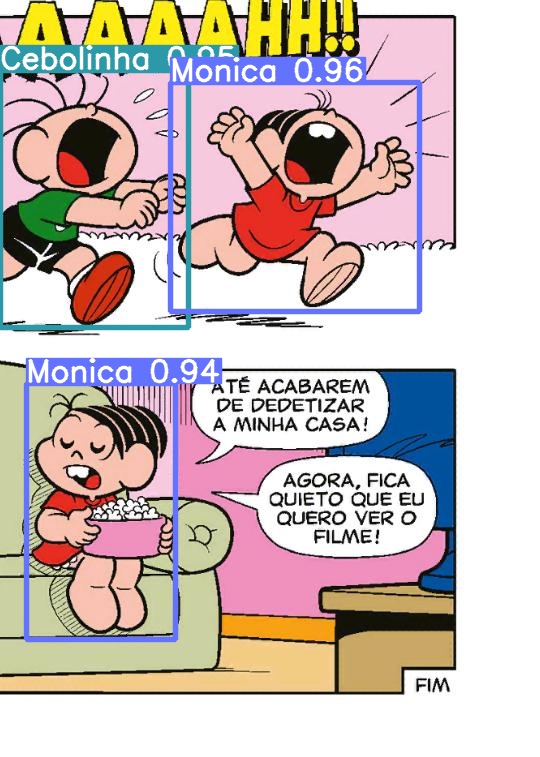 AAAAHH!!
Cebolinha 0.95
Monica 0.96
Monica 0.94
ATÉ ACABAREM
DE DEDETIZAR
A MINHA CASA!
AGORA, FICA
QUIETO QUE EU
QUERO VER O
FILME!
FIM